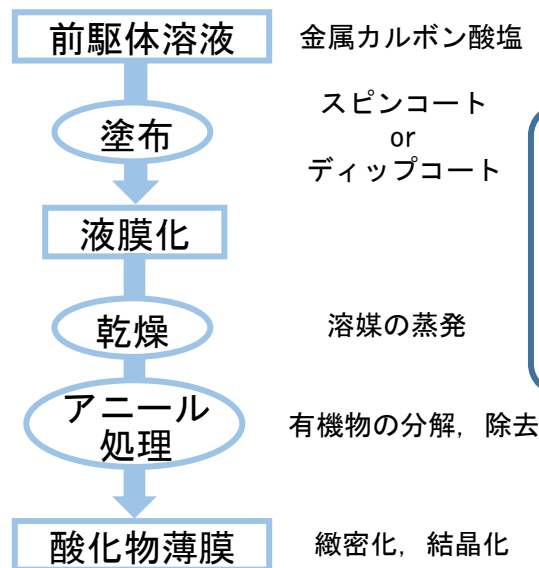 前駆体溶液
金属カルボン酸塩
塗布
スピンコート
or
ディップコート
液膜化
乾燥
溶媒の蒸発
アニール
処理
有機物の分解，除去
酸化物薄膜
緻密化，結晶化